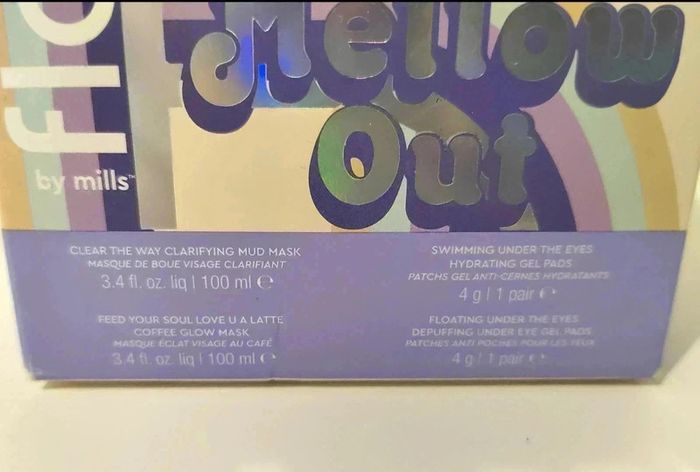 flo
by mills™
Mellow
Out
CLEAR THE WAY CLARIFYING MUD MASK
MASQUE DE BOUE VISAGE CLARIFIANT
3.4 fl. oz. liq | 100 ml ℮
FEED YOUR SOUL LOVE U A LATTE
COFFEE GLOW MASK
MASQUE ÉCLAT VISAGE AU CAFÉ
3.4 fl. oz. liq | 100 ml ℮
SWIMMING UNDER THE EYES
HYDRATING GEL PADS
PATCHS GEL ANTI-CERNES HYDRATANTS
4 g | 1 pair ℮
FLOATING UNDER THE EYES
DEPUFFING UNDER EYE GEL PADS
PATCHES ANTI POCHES POUR LES YEUX
4 g | 1 pair ℮